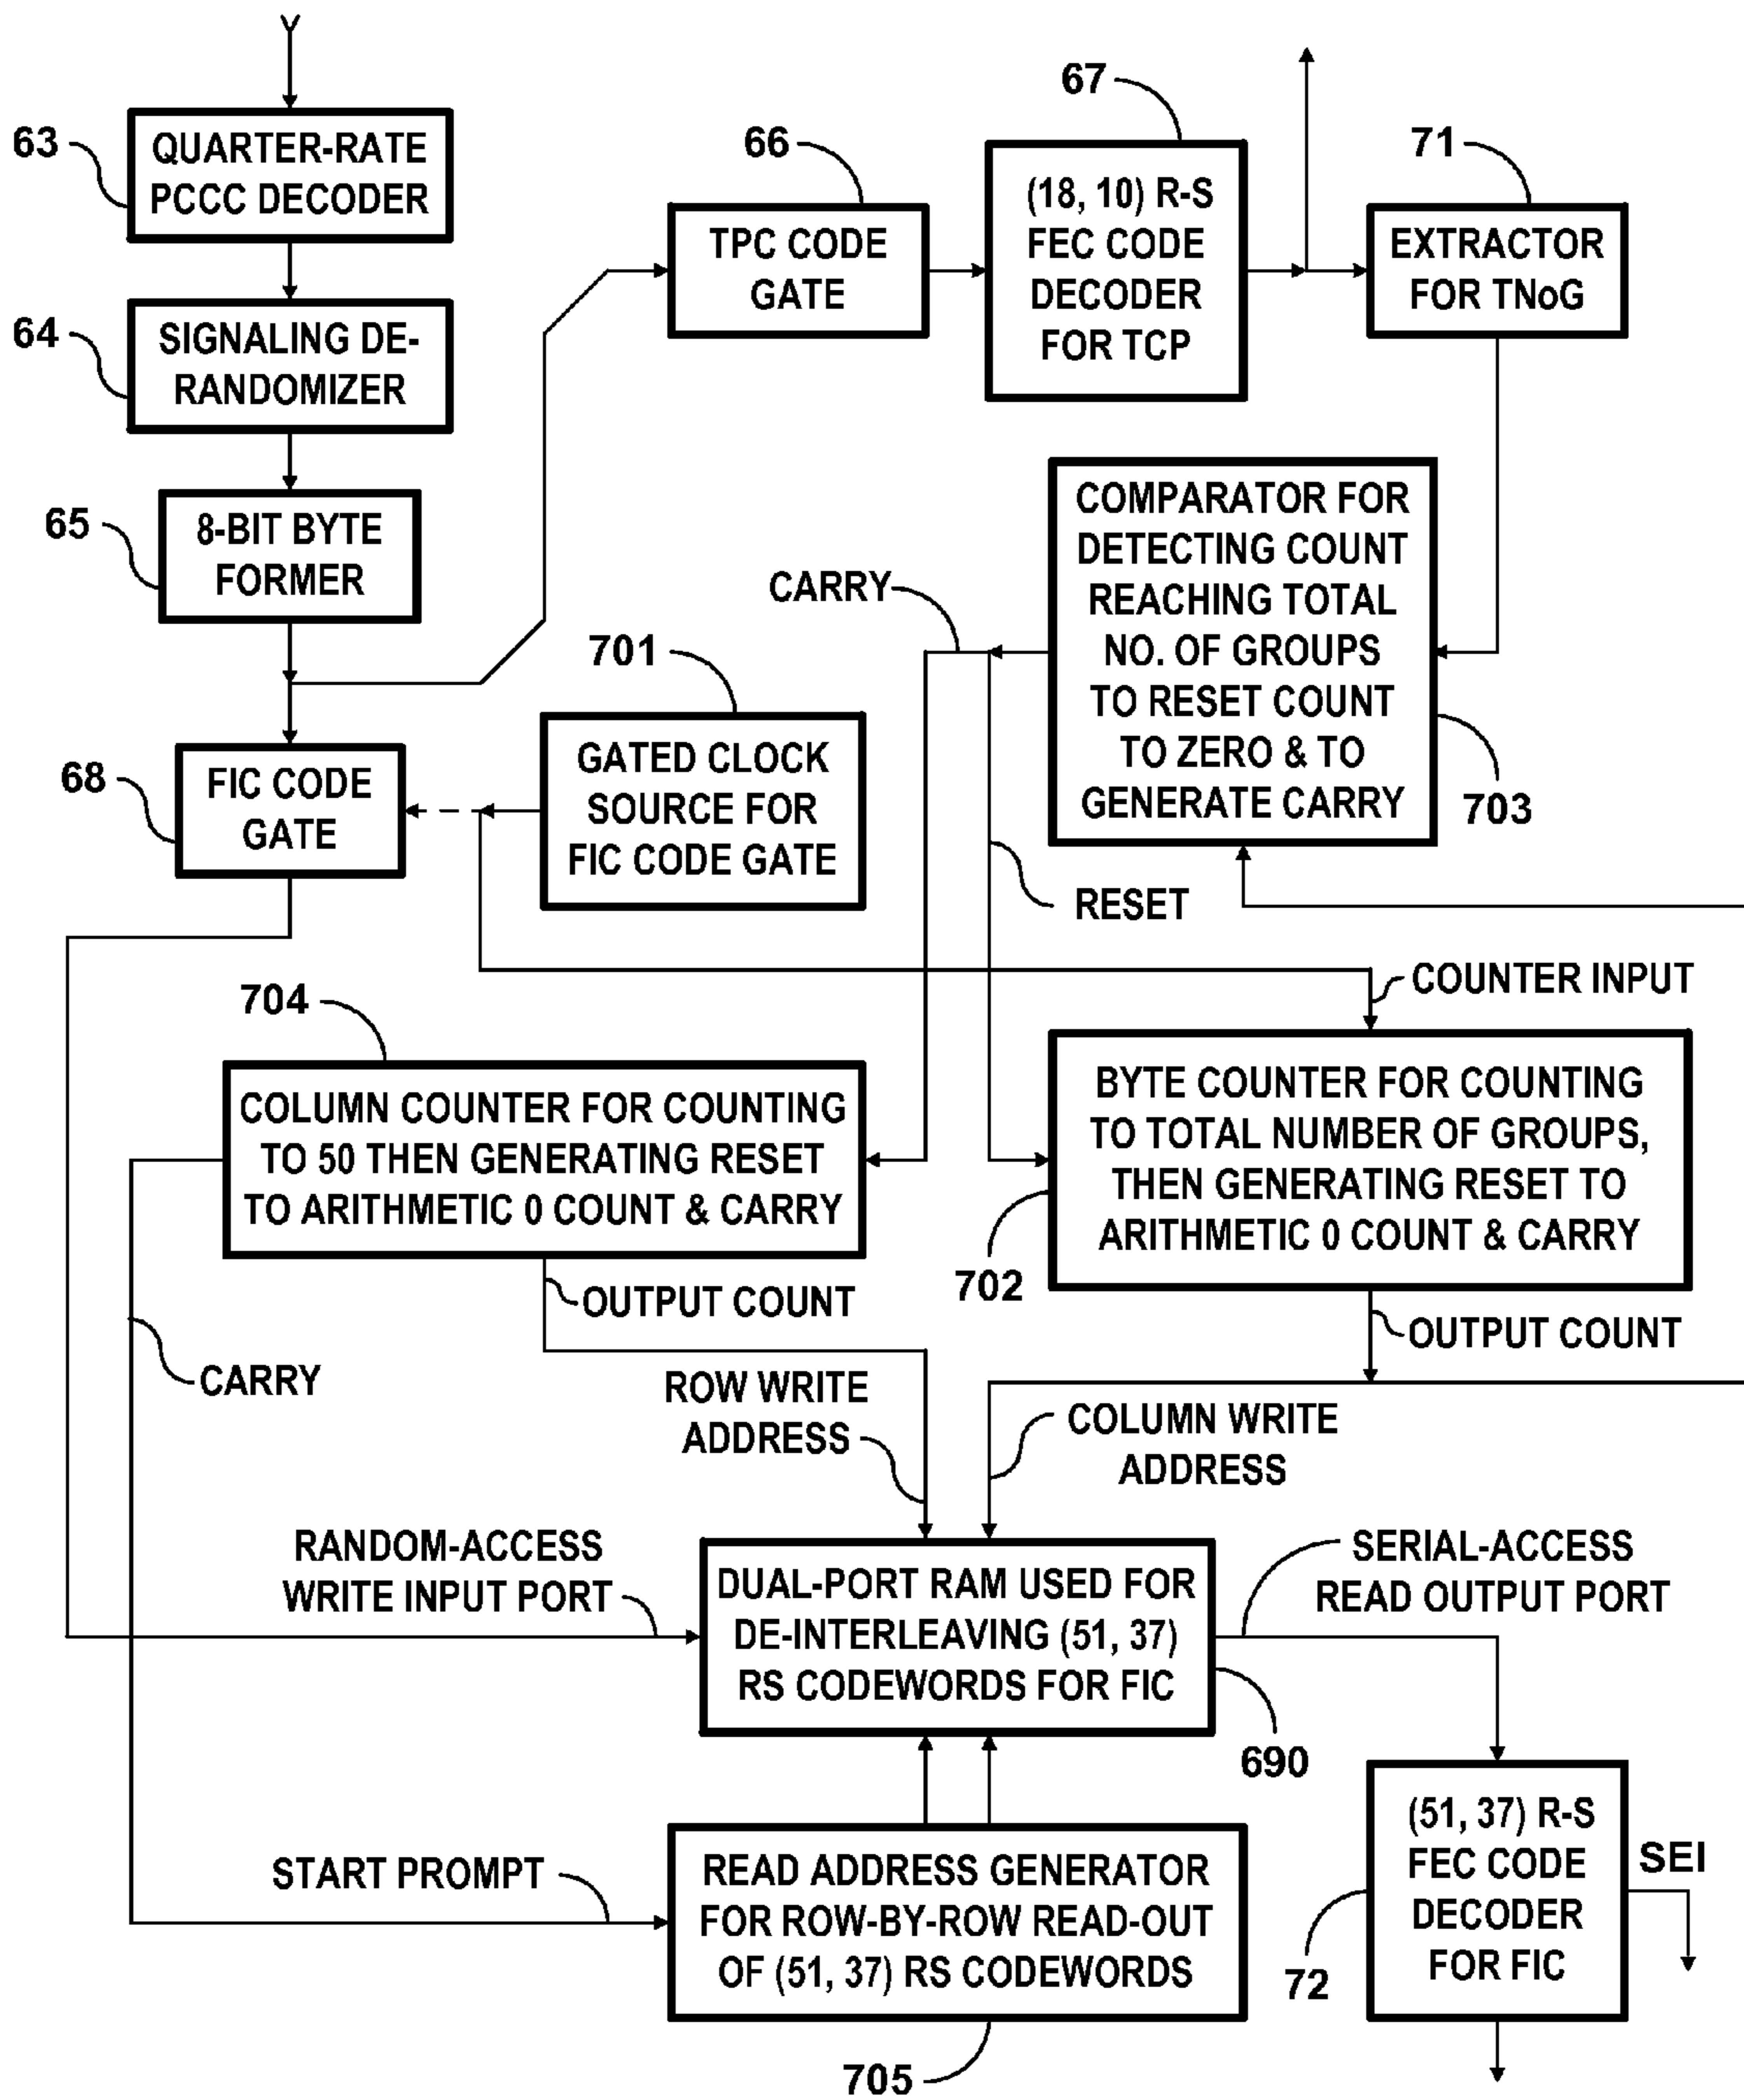 63
QUARTER-RATE
PCCC DECODER
64
SIGNALING DE-
RANDOMIZER
65
8-BIT BYTE
FORMER
66
TPC CODE
GATE
67
(18, 10) R-S
FEC CODE
DECODER
FOR TCP
71
EXTRACTOR
FOR TNoG
68
FIC CODE
GATE
701
GATED CLOCK
SOURCE FOR
FIC CODE GATE
CARRY
COMPARATOR FOR
DETECTING COUNT
REACHING TOTAL
NO. OF GROUPS
TO RESET COUNT
TO ZERO & TO
GENERATE CARRY
703
RESET
COUNTER INPUT
704
COLUMN COUNTER FOR COUNTING
TO 50 THEN GENERATING RESET
TO ARITHMETIC 0 COUNT & CARRY
BYTE COUNTER FOR COUNTING
TO TOTAL NUMBER OF GROUPS,
THEN GENERATING RESET TO
ARITHMETIC 0 COUNT & CARRY
702
OUTPUT COUNT
OUTPUT COUNT
CARRY
ROW WRITE
ADDRESS
COLUMN WRITE
ADDRESS
RANDOM-ACCESS
WRITE INPUT PORT
DUAL-PORT RAM USED FOR
DE-INTERLEAVING (51, 37)
RS CODEWORDS FOR FIC
690
SERIAL-ACCESS
READ OUTPUT PORT
START PROMPT
READ ADDRESS GENERATOR
FOR ROW-BY-ROW READ-OUT
OF (51, 37) RS CODEWORDS
705
(51, 37) R-S
FEC CODE
DECODER
FOR FIC
72
SEI